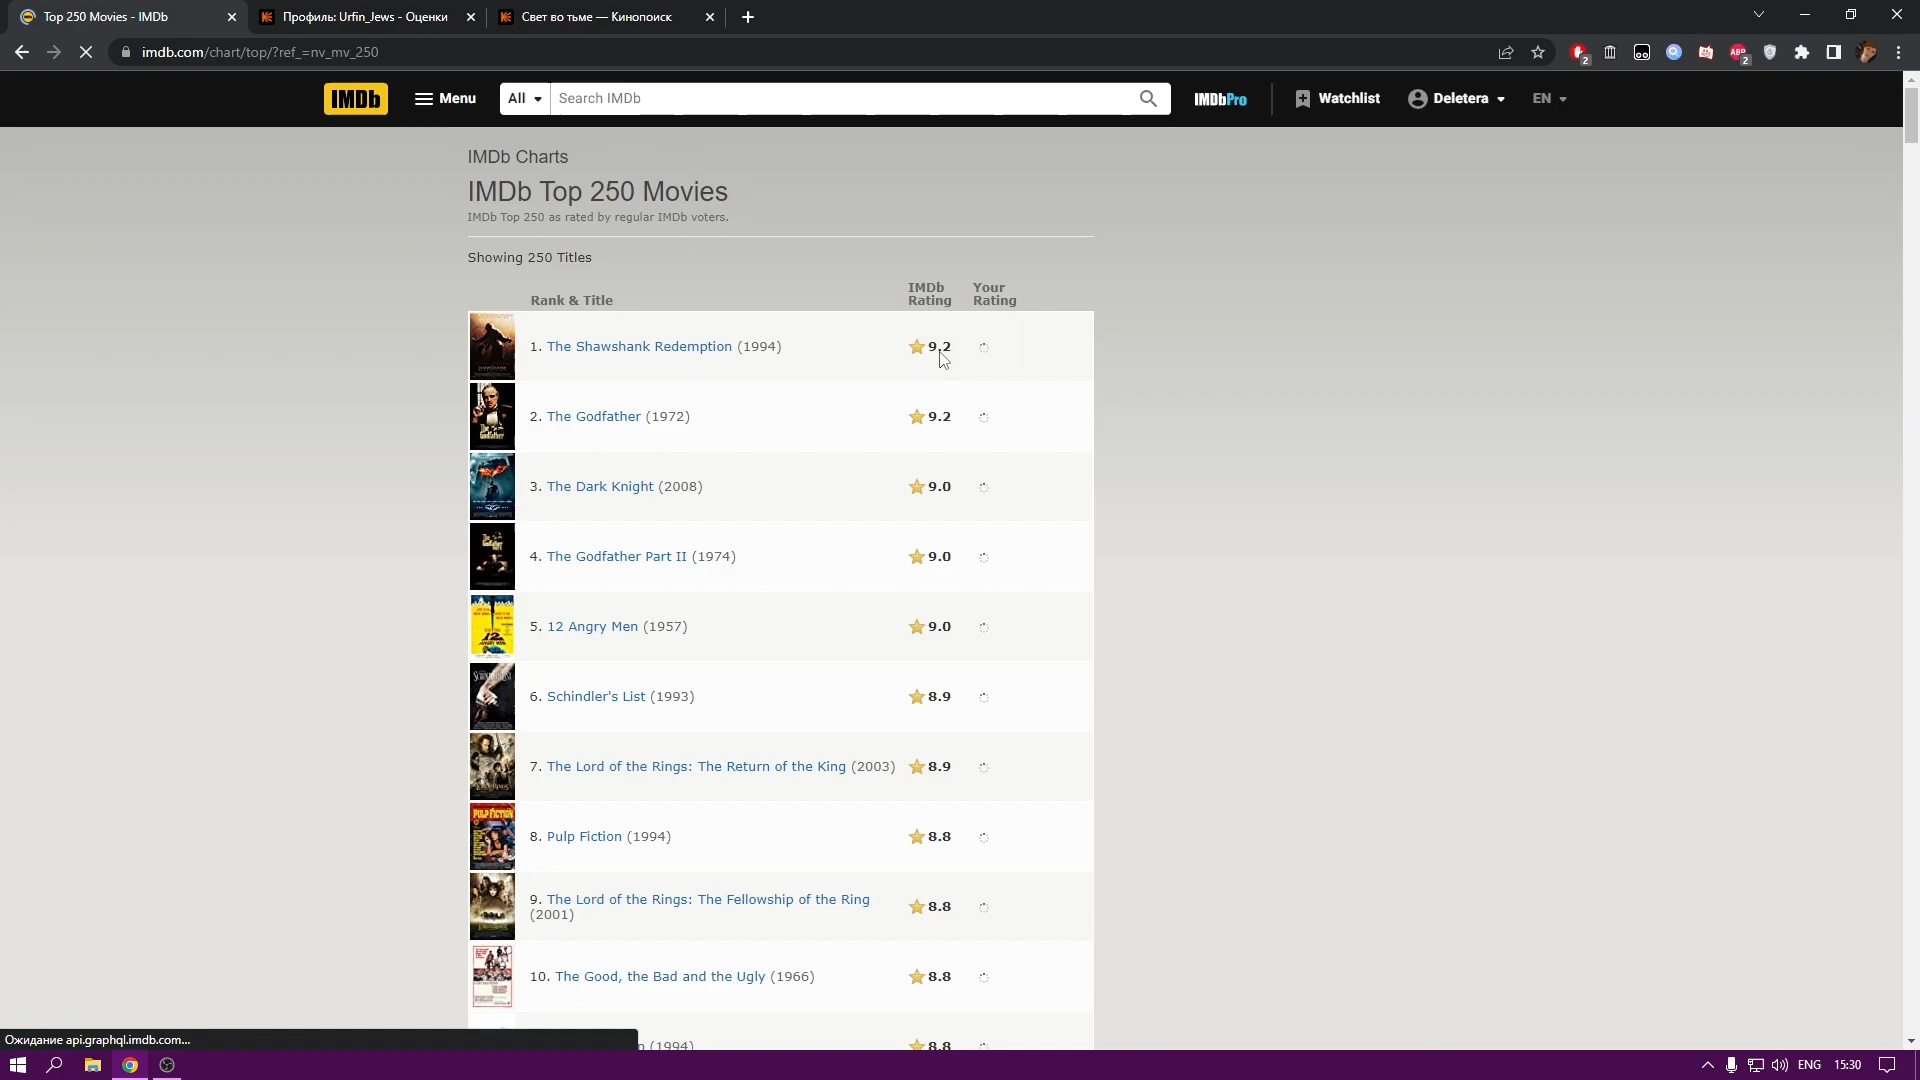 Top 250 Movies - IMDb
Профиль: Urfin_Jews - Оценки
Свет во тьме — Кинопоиск
imdb.com/chart/top/?ref_=nv_mv_250
2
ABP
2
IMDb
Menu
All
Search IMDb
IMDbPro
Watchlist
Deletera
EN
IMDb Charts
IMDb Top 250 Movies
IMDb Top 250 as rated by regular IMDb voters.
Showing 250 Titles
Rank & Title
IMDb
Rating
Your
Rating
1. The Shawshank Redemption (1994)
9.2
2. The Godfather (1972)
9.2
3. The Dark Knight (2008)
9.0
4. The Godfather Part II (1974)
9.0
5. 12 Angry Men (1957)
9.0
6. Schindler's List (1993)
8.9
7. The Lord of the Rings: The Return of the King (2003)
8.9
PULP FICTION
8. Pulp Fiction (1994)
8.8
9. The Lord of the Rings: The Fellowship of the Ring
(2001)
8.8
10. The Good, the Bad and the Ugly (1966)
8.8
(1994)
8.8
Ожидание api.graphql.imdb.com...
ENG
15:30